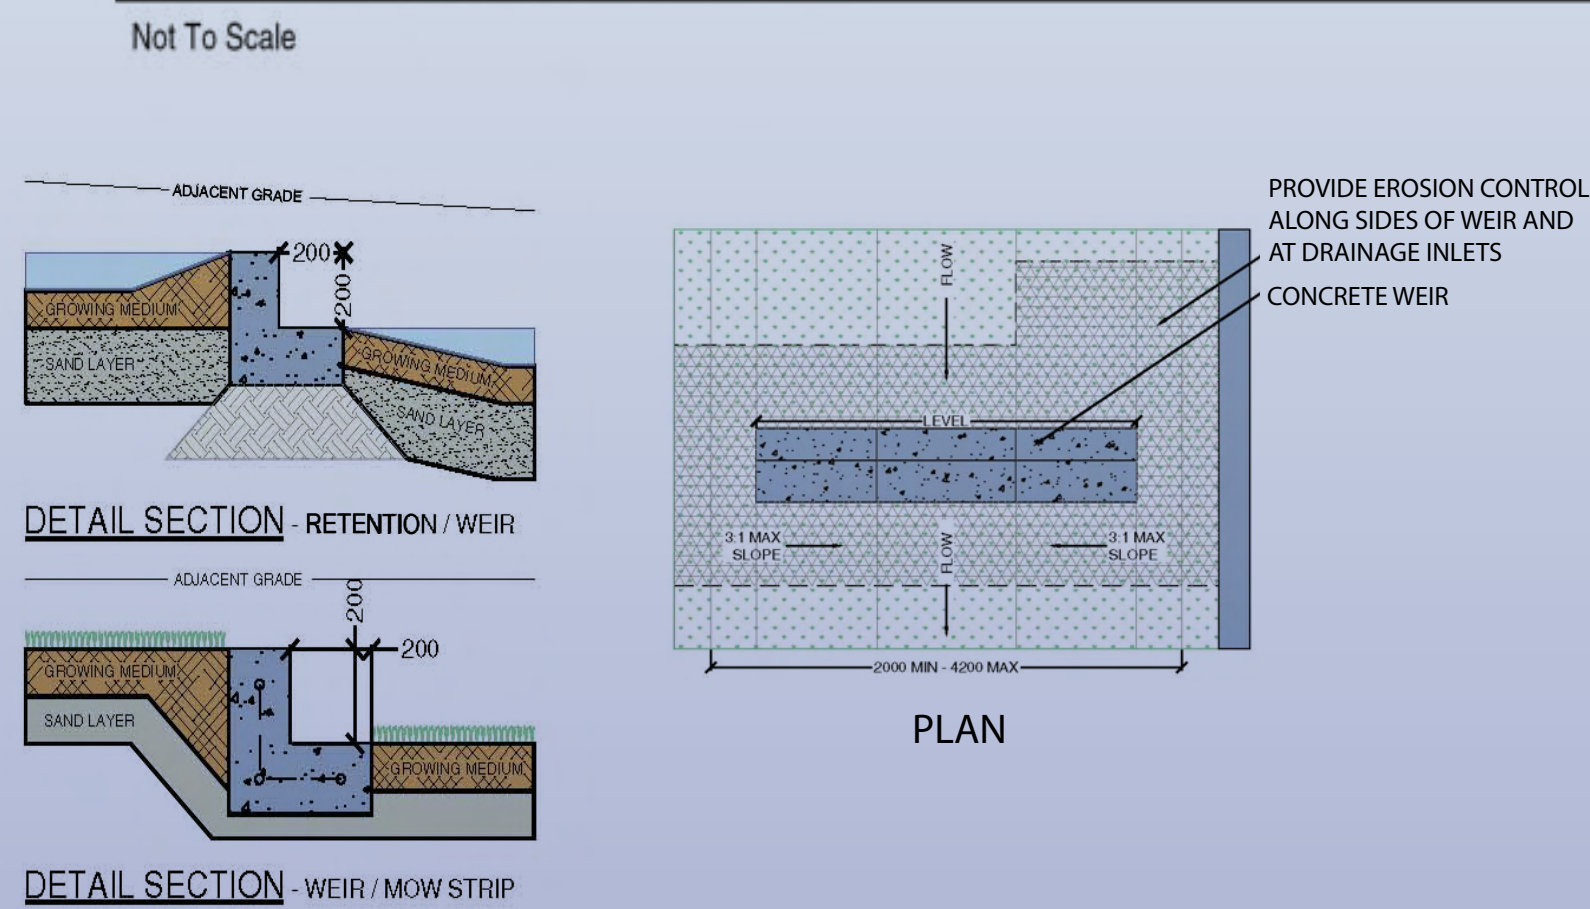 Not To Scale
ADJACENT GRADE
200
200
GROWING MEDIUM
SAND LAYER
GROWING MEDIUM
SAND LAYER
DETAIL SECTION - RETENTION / WEIR
ADJACENT GRADE
200
200
GROWING MEDIUM
SAND LAYER
GROWING MEDIUM
DETAIL SECTION - WEIR / MOW STRIP
FLOW
LEVEL
3:1 MAX
SLOPE
FLOW
3:1 MAX
SLOPE
2000 MIN - 4200 MAX
PLAN
PROVIDE EROSION CONTROL
ALONG SIDES OF WEIR AND
AT DRAINAGE INLETS
CONCRETE WEIR